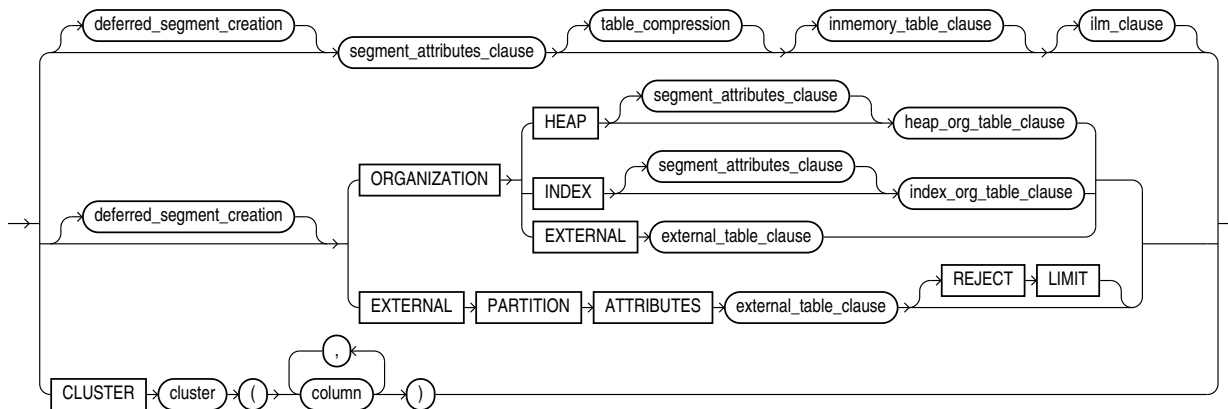 deferred_segment_creation table_compression inmemory_table_clause ilm_clause
segment_attributes_clause
segment_attributes_clause
HEAP heap_org_table_clause
segment_attributes_clause
ORGANIZATION
INDEX index_org_table_clause
deferred_segment_creation
EXTERNAL external_table_clause
REJECT LIMIT
EXTERNAL PARTITION ATTRIBUTES external_table_clause
,
CLUSTER cluster ( column )